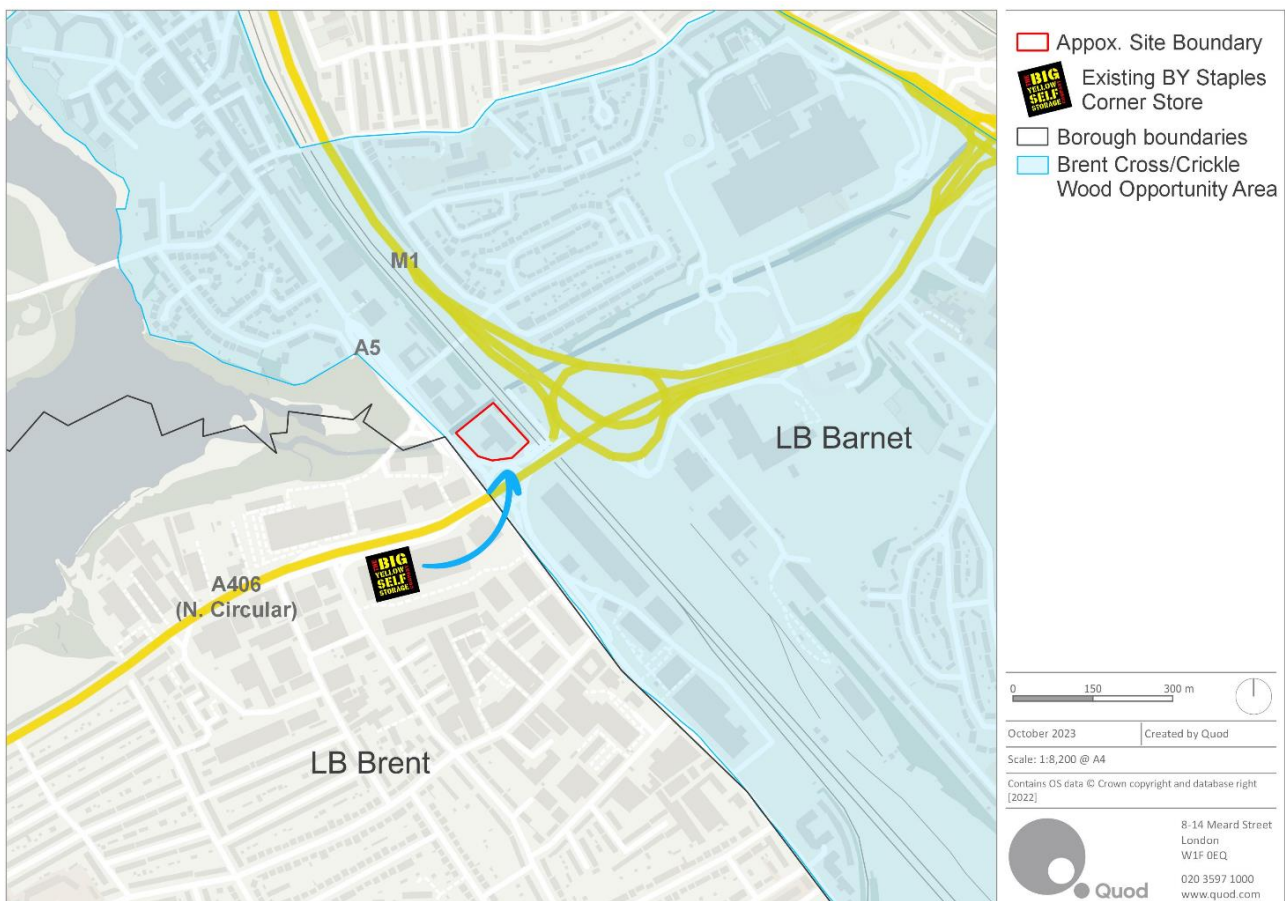 M1
A5
LB Barnet
THE BIG
YELLOW
SELF
STORAGE
A406
(N. Circular)
LB Brent
Appox. Site Boundary
THE BIG
YELLOW
SELF
STORAGE
Existing BY Staples
Corner Store
Borough boundaries
Brent Cross/Crickle
Wood Opportunity Area
0 150 300 m
October 2023 Created by Quod
Scale: 1:8,200 @ A4
Contains OS data © Crown copyright and database right
[2022]
Quod
8-14 Meard Street
London
W1F 0EQ
020 3597 1000
www.quod.com